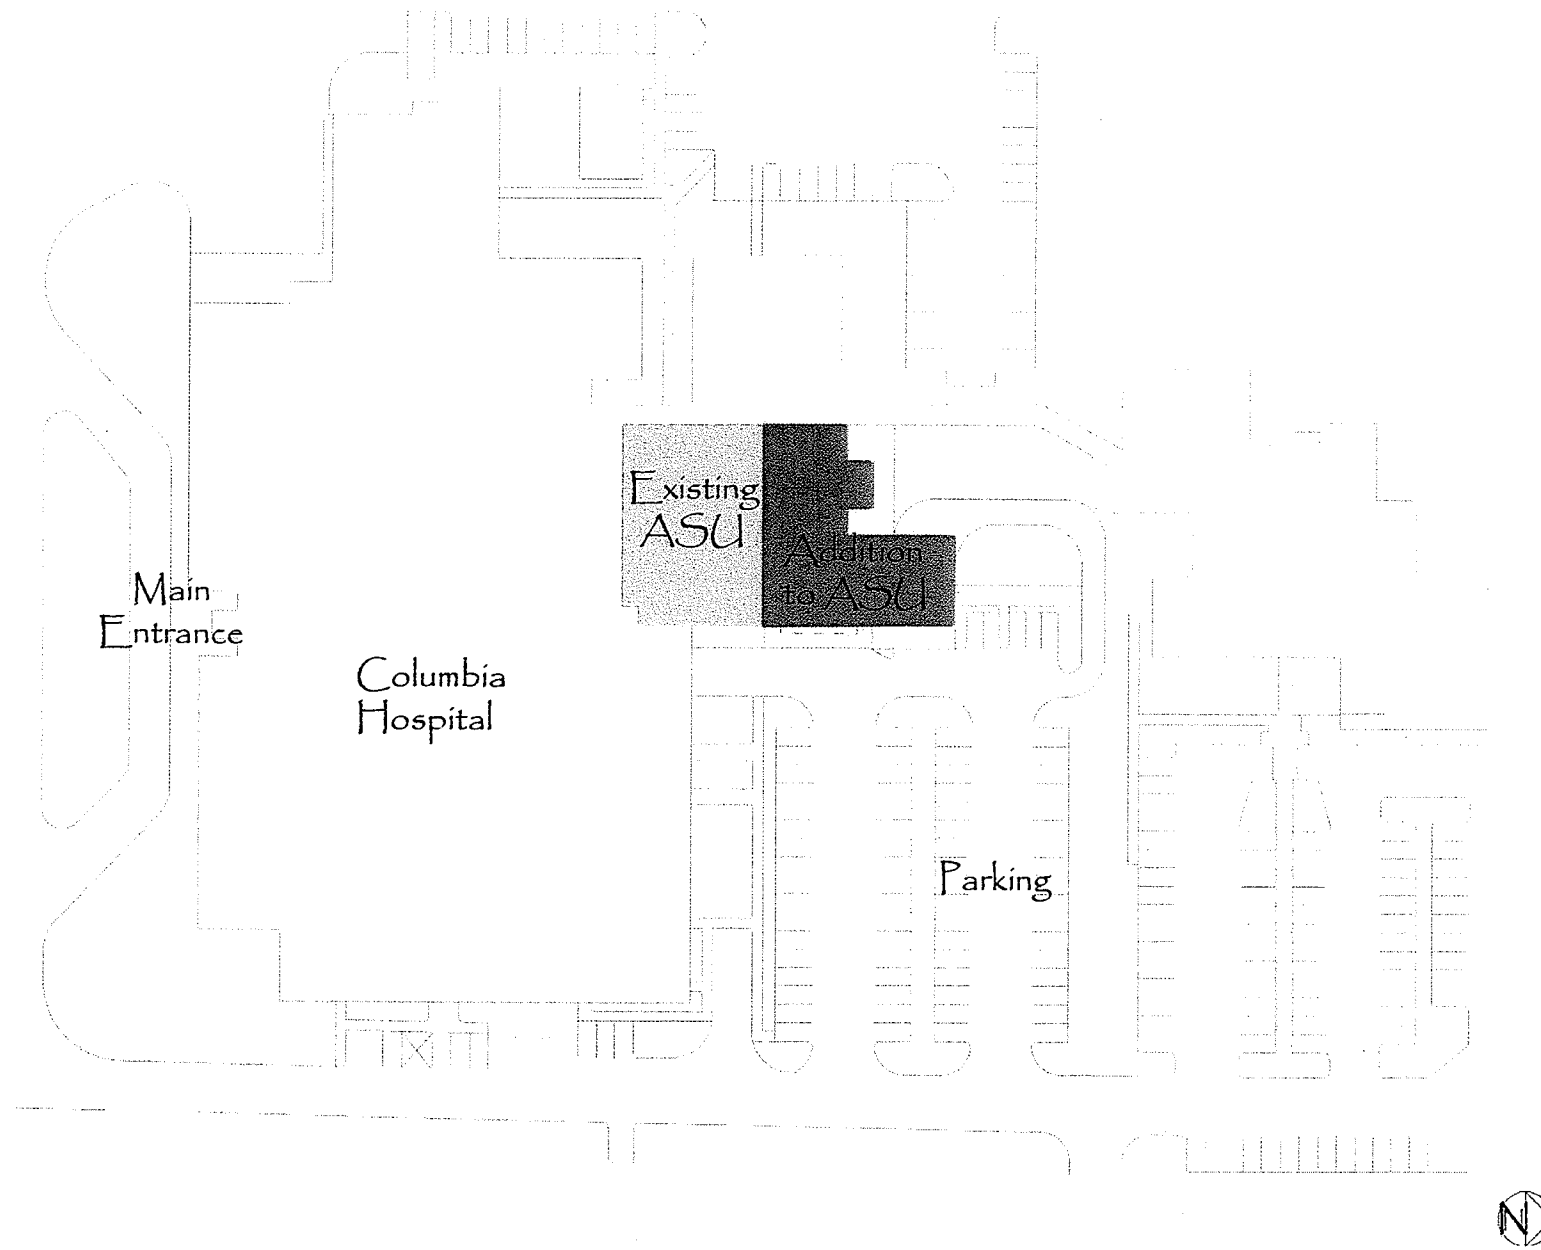 Existing
ASU
Addition
to ASU
Main
Entrance
Columbia
Hospital
Parking
N